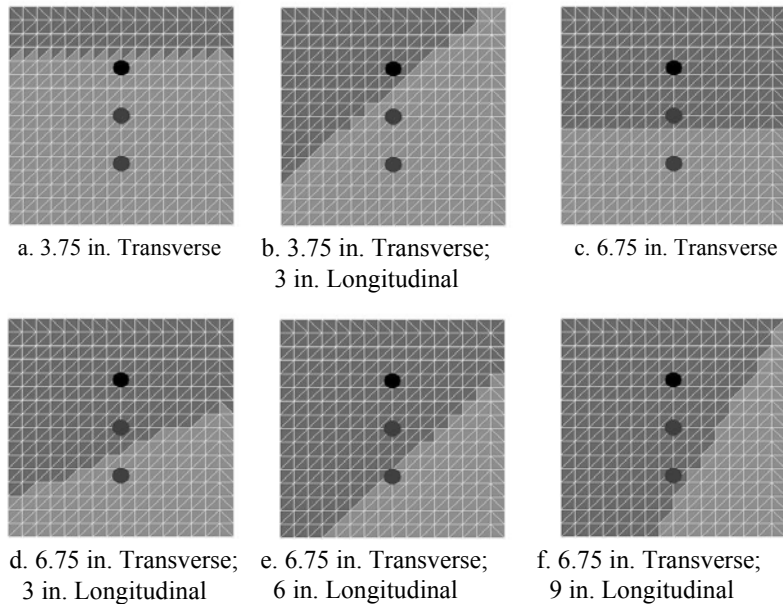 a. 3.75 in. Transverse
b. 3.75 in. Transverse;
3 in. Longitudinal
c. 6.75 in. Transverse
d. 6.75 in. Transverse;
3 in. Longitudinal
e. 6.75 in. Transverse;
6 in. Longitudinal
f. 6.75 in. Transverse;
9 in. Longitudinal